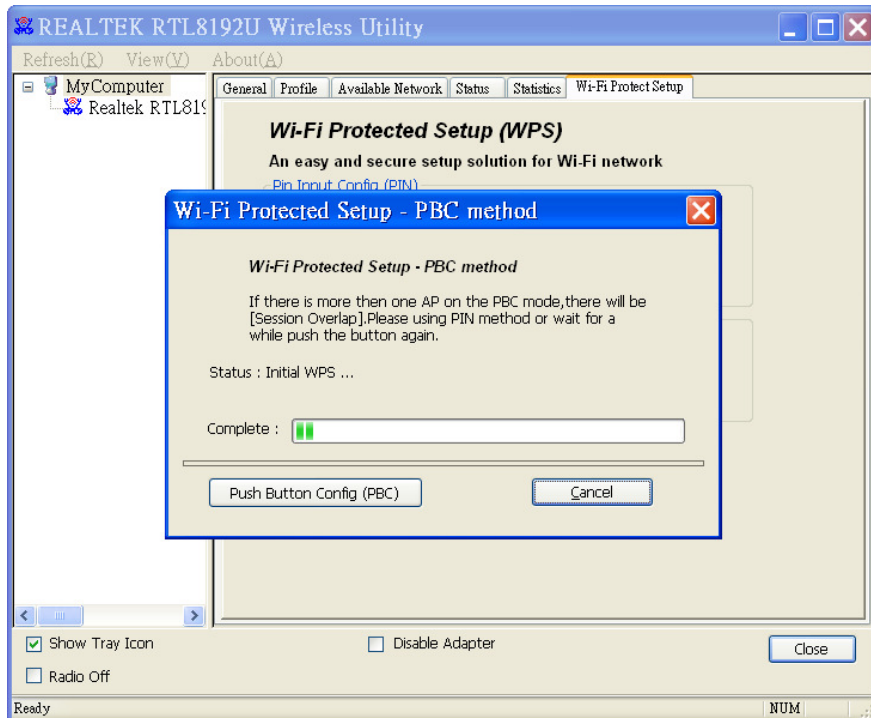 REALTEK RTL8192U Wireless Utility
Refresh(R) View(V) About(A)
MyComputer
Realtek RTL819
General Profile Available Network Status Statistics Wi-Fi Protect Setup
Wi-Fi Protected Setup (WPS)
An easy and secure setup solution for Wi-Fi network
Pin Input Config (PIN)
Wi-Fi Protected Setup - PBC method
Wi-Fi Protected Setup - PBC method
If there is more then one AP on the PBC mode,there will be
[Session Overlap].Please using PIN method or wait for a
while push the button again.
Status : Initial WPS ...
Complete :
Push Button Config (PBC) Cancel
Show Tray Icon Disable Adapter Close
Radio Off
Ready NUM